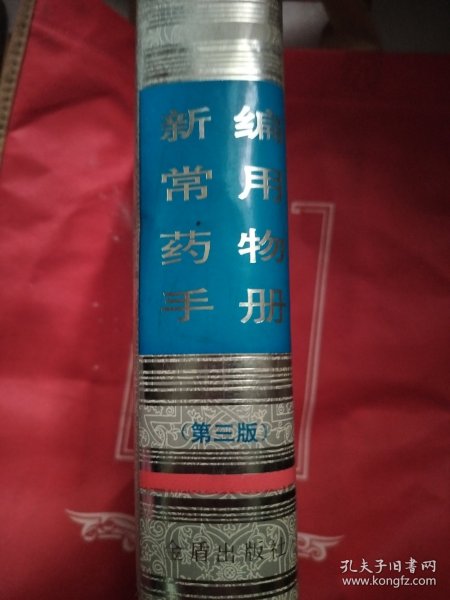 新编
常用
药物
手册
(第三版)
金盾出版社
孔夫子旧书网
www.kongfz.com